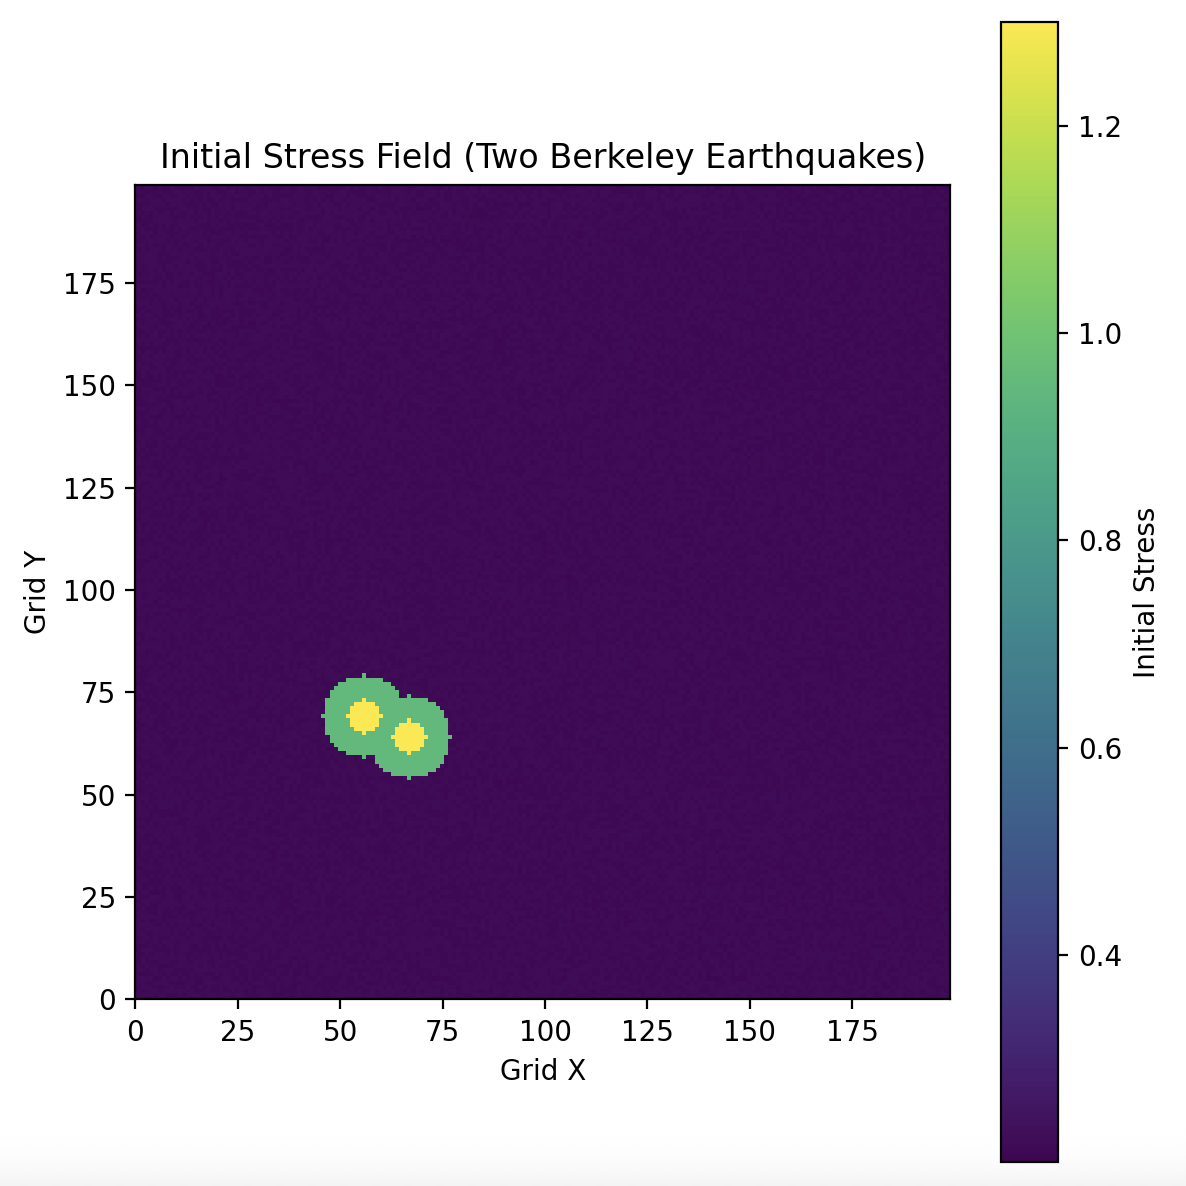 Initial Stress Field (Two Berkeley Earthquakes)
175
150
125
100
75
50
25
0
Grid Y
0 25 50 75 100 125 150 175
Grid X
1.2
1.0
0.8
0.6
0.4
Initial Stress